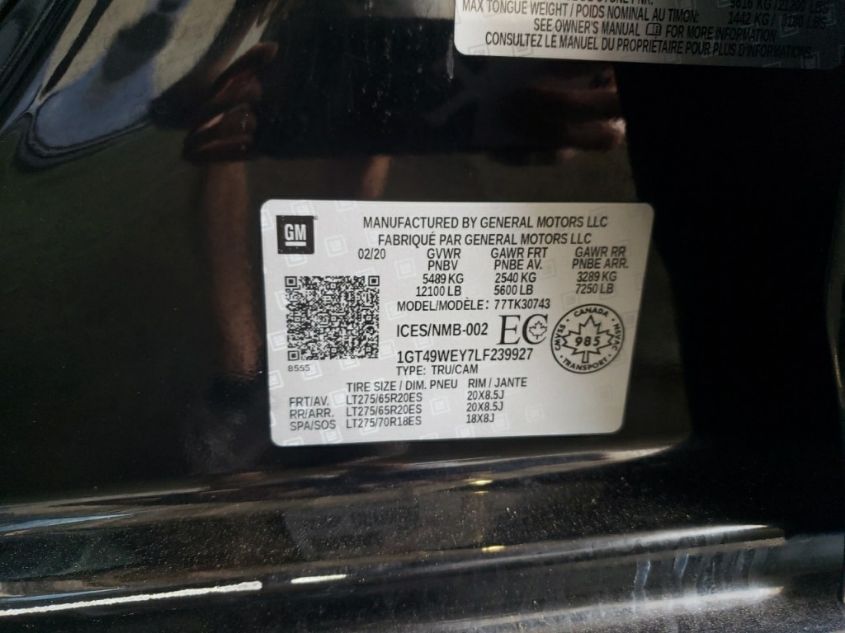 MAX TONGUE WEIGHT / POIDS NOMINAL AU TIMON:
SEE OWNER'S MANUAL FOR MORE INFORMATION
CONSULTEZ LE MANUEL DU PROPRIÉTAIRE POUR PLUS D'INFORMATION
GM
MANUFACTURED BY GENERAL MOTORS LLC
FABRIQUÉ PAR GENERAL MOTORS LLC
02/20 GVWR GAWR FRT GAWR RR
PNBV PNBE AV. PNBE ARR.
5489 KG 2540 KG 3289 KG
12100 LB 5600 LB 7250 LB
MODEL/MODÈLE: 77TK30743
ICES/NMB-002 EC
CANADA
CMVSS 985 NSVAC
TRANSPORT
1GT49WEY7LF239927
8555 TYPE: TRU/CAM
TIRE SIZE / DIM. PNEU RIM / JANTE
FRT/AV. LT275/65R20ES 20X8.5J
RR/ARR. LT275/65R20ES 20X8.5J
SPA/SOS LT275/70R18ES 18X8J